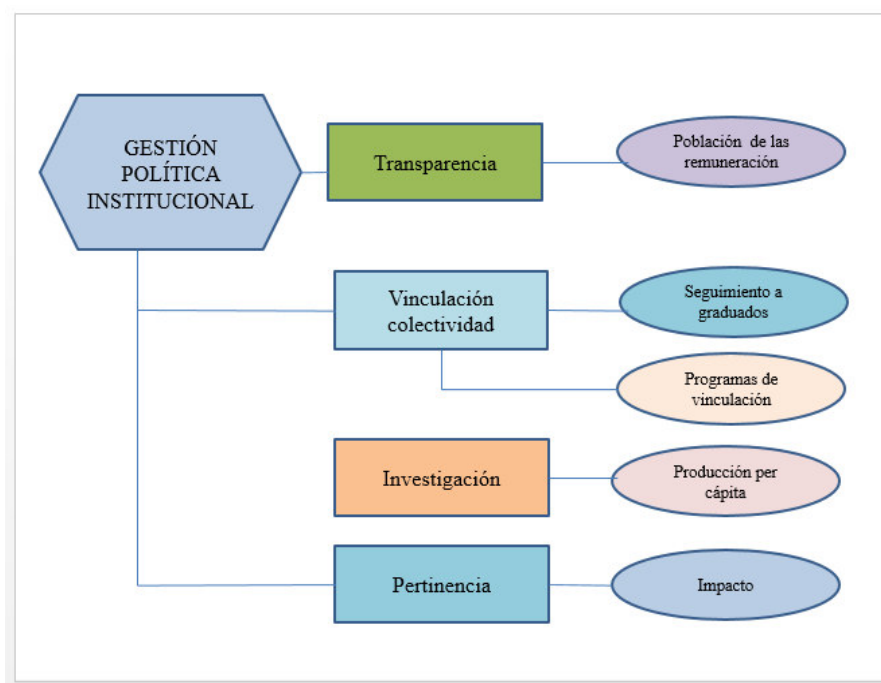 GESTIÓN
POLÍTICA
INSTITUCIONAL
Transparencia
Población de las
remuneración
Vinculación
colectividad
Seguimiento a
graduados
Programas de
vinculación
Investigación
Producción per
cápita
Pertinencia
Impacto